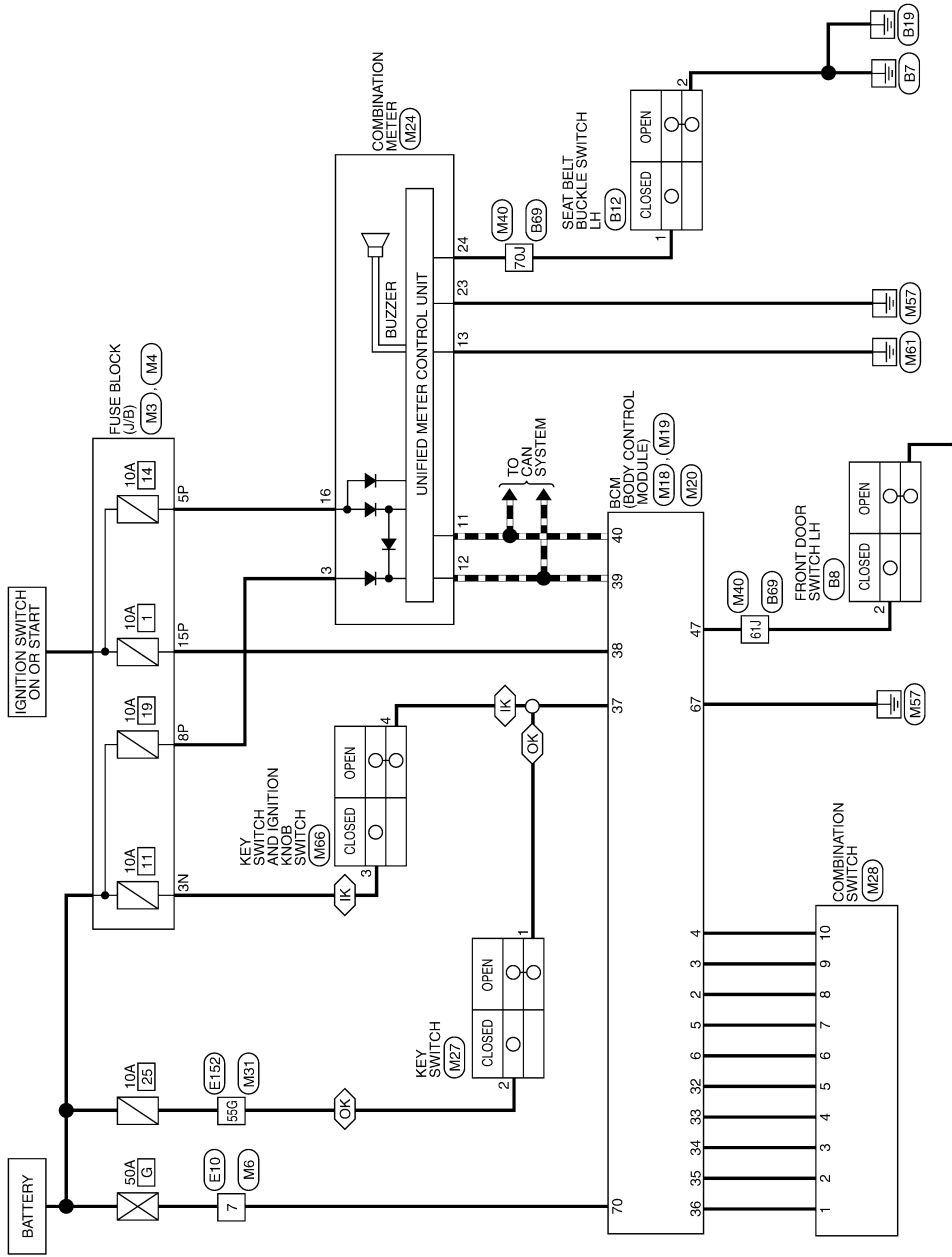 BATTERY
IGNITION SWITCH
ON OR START
FUSE BLOCK
(J/B)
M3 , M4
50A
G
10A
25
10A
11
10A
19
10A
1
10A
14
3N
8P
15P
5P
E10
7
M6
E152
55G
M31
OK
IK
KEY
SWITCH
M27
CLOSED
OPEN
2
1
KEY
SWITCH
AND IGNITION
KNOB
SWITCH
M66
CLOSED
OPEN
3
4
IK
OK
COMBINATION
METER
M24
3
16
BUZZER
UNIFIED METER CONTROL UNIT
12
11
13
23
24
TO
CAN
SYSTEM
M40
70J
B69
SEAT BELT
BUCKLE SWITCH
LH
B12
CLOSED
OPEN
1
2
B7
B19
M61
M57
BCM
(BODY CONTROL
MODULE)
M18 , M19
M20
70
37
38
39
40
36
35
34
33
32
6
5
2
3
4
67
47
M57
M40
61J
B69
FRONT DOOR
SWITCH LH
B8
CLOSED
OPEN
2
COMBINATION
SWITCH
M28
1
2
3
4
5
6
7
8
9
10